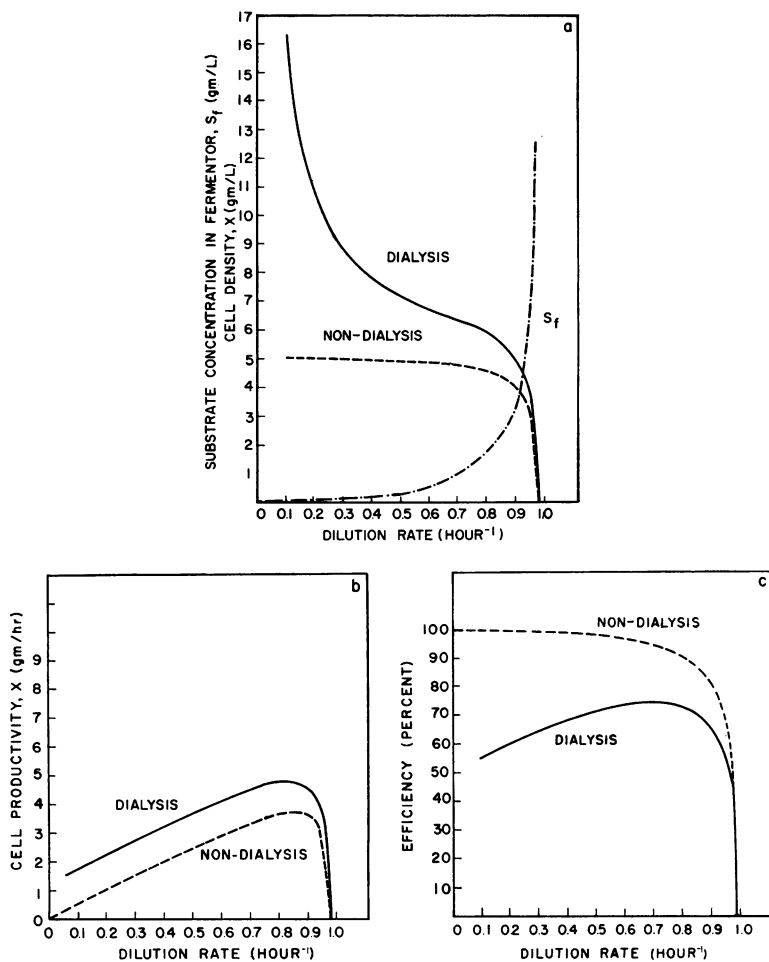 a
SUBSTRATE CONCENTRATION IN FERMENTOR, Sf (gm/L)
CELL DENSITY, X (gm/L)
17
16
15
14
13
12
11
10
9
8
7
6
5
4
3
2
1
DIALYSIS
NON-DIALYSIS
Sf
0 0.1 0.2 0.3 0.4 0.5 0.6 0.7 0.8 0.9 1.0
DILUTION RATE (HOUR⁻¹)
b
CELL PRODUCTIVITY, X (gm/hr)
9
8
7
6
5
4
3
2
1
0
DIALYSIS
NON-DIALYSIS
0 0.1 0.2 0.3 0.4 0.5 0.6 0.7 0.8 0.9 1.0
DILUTION RATE (HOUR⁻¹)
c
EFFICIENCY (PERCENT)
100
90
80
70
60
50
40
30
20
10
NON-DIALYSIS
DIALYSIS
0 0.1 0.2 0.3 0.4 0.5 0.6 0.7 0.8 0.9 1.0
DILUTION RATE (HOUR⁻¹)